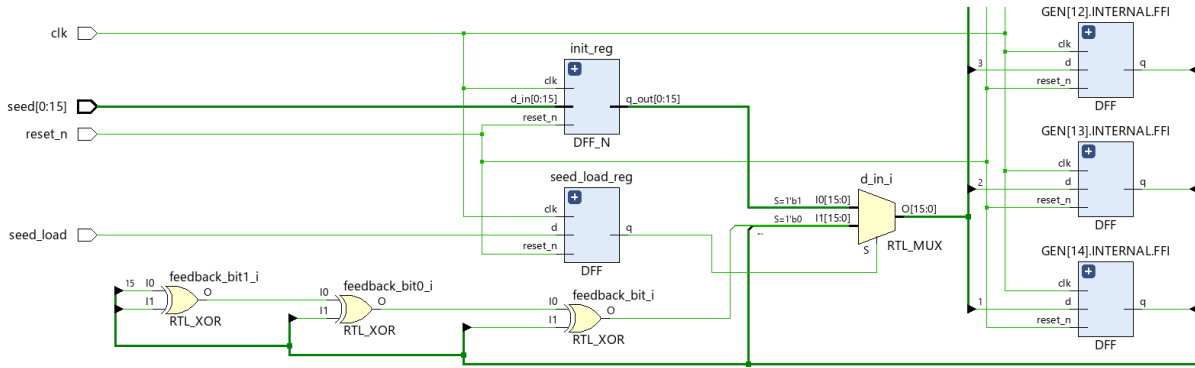 clk
seed[0:15]
reset_n
seed_load
init_reg
clk
d_in[0:15]
q_out[0:15]
reset_n
DFF_N
seed_load_reg
clk
d
q
reset_n
DFF
feedback_bit1_i
15 I0
O
I1
RTL_XOR
feedback_bit0_i
I0
O
I1
RTL_XOR
feedback_bit_i
I0
O
I1
RTL_XOR
d_in_i
S=1'b1 I0[15:0]
O[15:0]
S=1'b0 I1[15:0]
...
S
RTL_MUX
GEN[12].INTERNAL.FFI
clk
3 d
q
reset_n
DFF
GEN[13].INTERNAL.FFI
clk
2 d
q
reset_n
DFF
GEN[14].INTERNAL.FFI
clk
1 d
q
reset_n
DFF